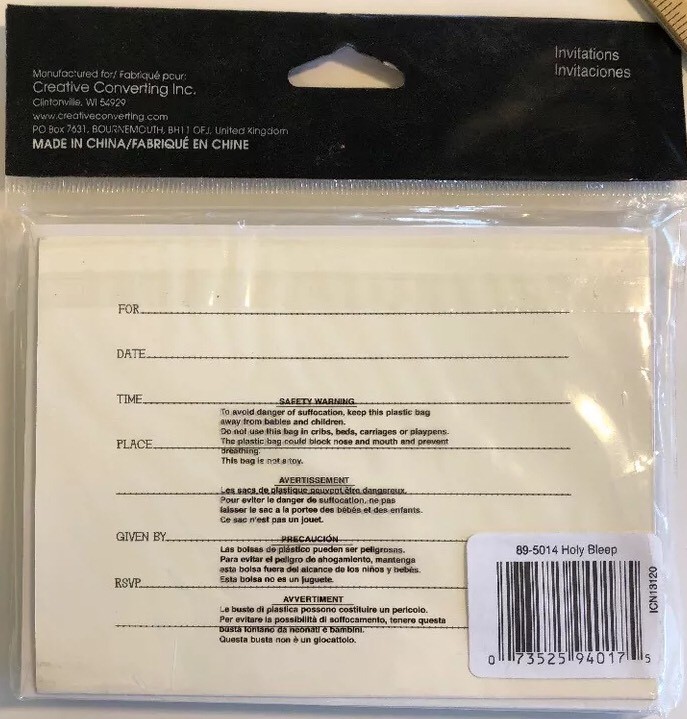 Manufactured for/ Fabriqué pour:
Creative Converting Inc.
Clintonville, WI 54929
www.creativeconverting.com
PO Box 7631, BOURNEMOUTH, BH11 OFJ, United Kingdom
MADE IN CHINA/FABRIQUÉ EN CHINE
Invitations
Invitaciones
FOR
DATE
TIME
PLACE
GIVEN BY
RSVP
SAFETY WARNING
To avoid danger of suffocation, keep this plastic bag
away from babies and children.
Do not use this bag in cribs, beds, carriages or playpens.
The plastic bag could block nose and mouth and prevent
breathing.
This bag is not a toy.
AVERTISSEMENT
Les sacs de plastique peuvent être dangereux.
Pour eviter le danger de suffocation, ne pas
laisser le sac a la portee des bébés et des enfants.
Ce sac n'est pas un jouet.
PRECAUCIÓN
Las bolsas de plástico pueden ser peligrosas.
Para evitar el peligro de ahogamiento, mantenga
esta bolsa fuera del alcance de los niños y bebés.
Esta bolsa no es un juguete.
AVVERTIMENT
Le buste di plastica possono costituire un pericolo.
Per evitare la possibilità di soffocamento, tenere questa
busta lontano da neonati e bambini.
Questa busta non è un giocattolo.
89-5014 Holy Bleep
ICN13120
0 73525 94017 5